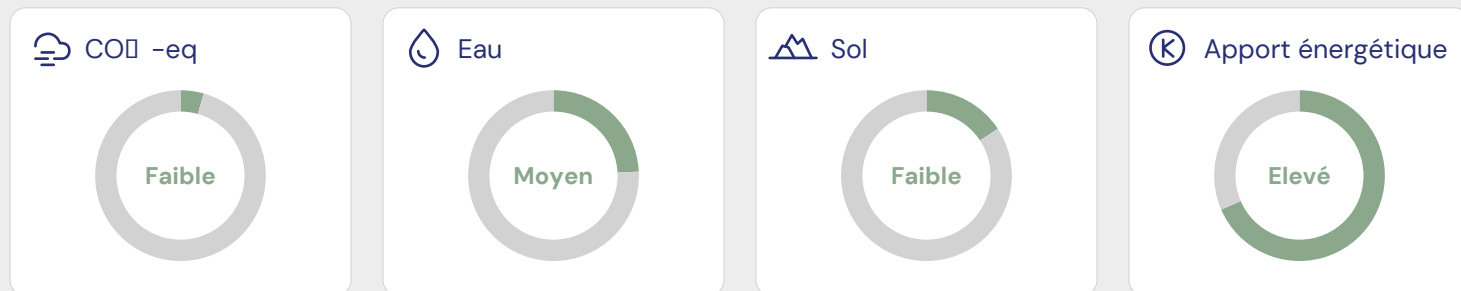 CO▯ -eq
Faible
Eau
Moyen
Sol
Faible
Apport énergétique
Elevé